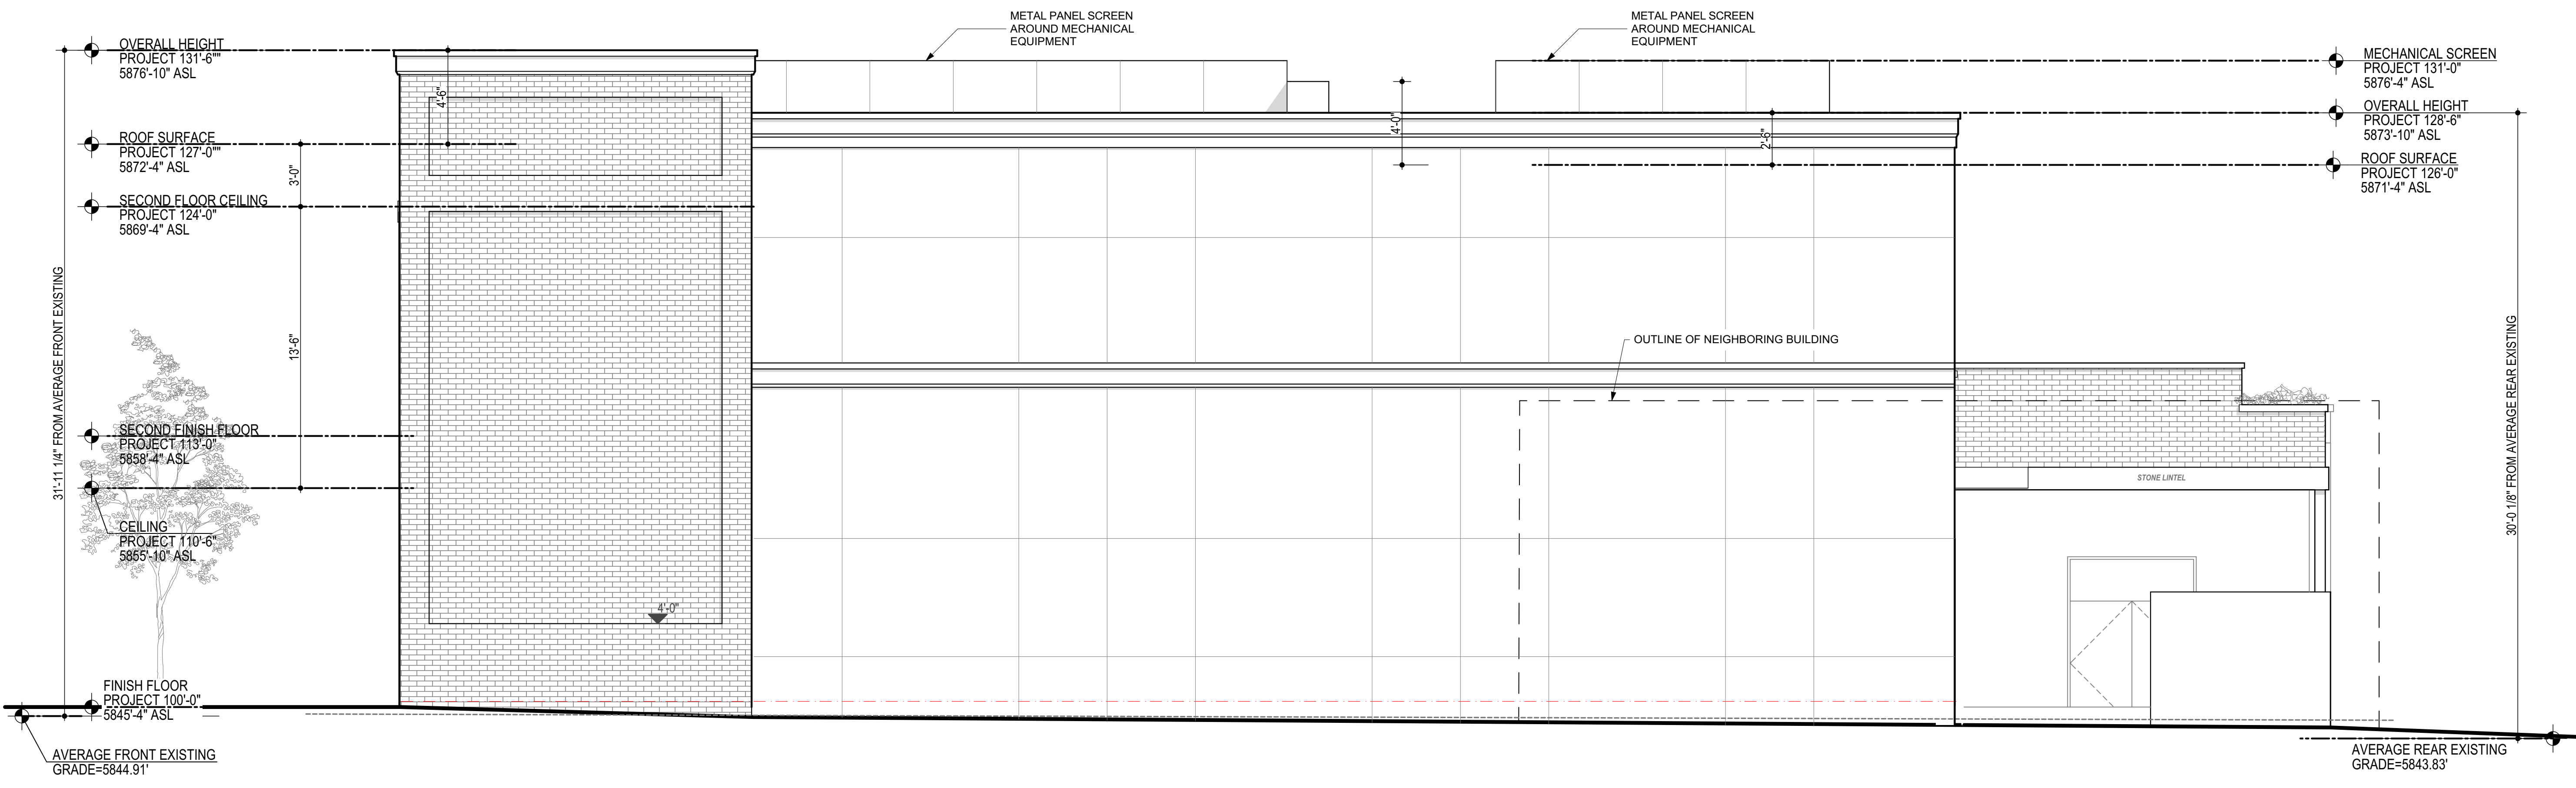 METAL PANEL SCREEN
AROUND MECHANICAL
EQUIPMENT
METAL PANEL SCREEN
AROUND MECHANICAL
EQUIPMENT
OVERALL HEIGHT
PROJECT 131'-6""
5876'-10" ASL
ROOF SURFACE
PROJECT 127'-0""
5872'-4" ASL
SECOND FLOOR CEILING
PROJECT 124'-0"
5869'-4" ASL
SECOND FINISH FLOOR
PROJECT 113'-0"
5858'-4" ASL
CEILING
PROJECT 110'-6"
5855'-10" ASL
FINISH FLOOR
PROJECT 100'-0"
5845'-4" ASL
AVERAGE FRONT EXISTING
GRADE=5844.91'
31'-11 1/4" FROM AVERAGE FRONT EXISTING
3'-0"
13'-6"
4'-6"
4'-0"
4'-0"
2'-6"
OUTLINE OF NEIGHBORING BUILDING
STONE LINTEL
MECHANICAL SCREEN
PROJECT 131'-0"
5876'-4" ASL
OVERALL HEIGHT
PROJECT 128'-6"
5873'-10" ASL
ROOF SURFACE
PROJECT 126'-0"
5871'-4" ASL
30'-0 1/8" FROM AVERAGE REAR EXISTING
AVERAGE REAR EXISTING
GRADE=5843.83'